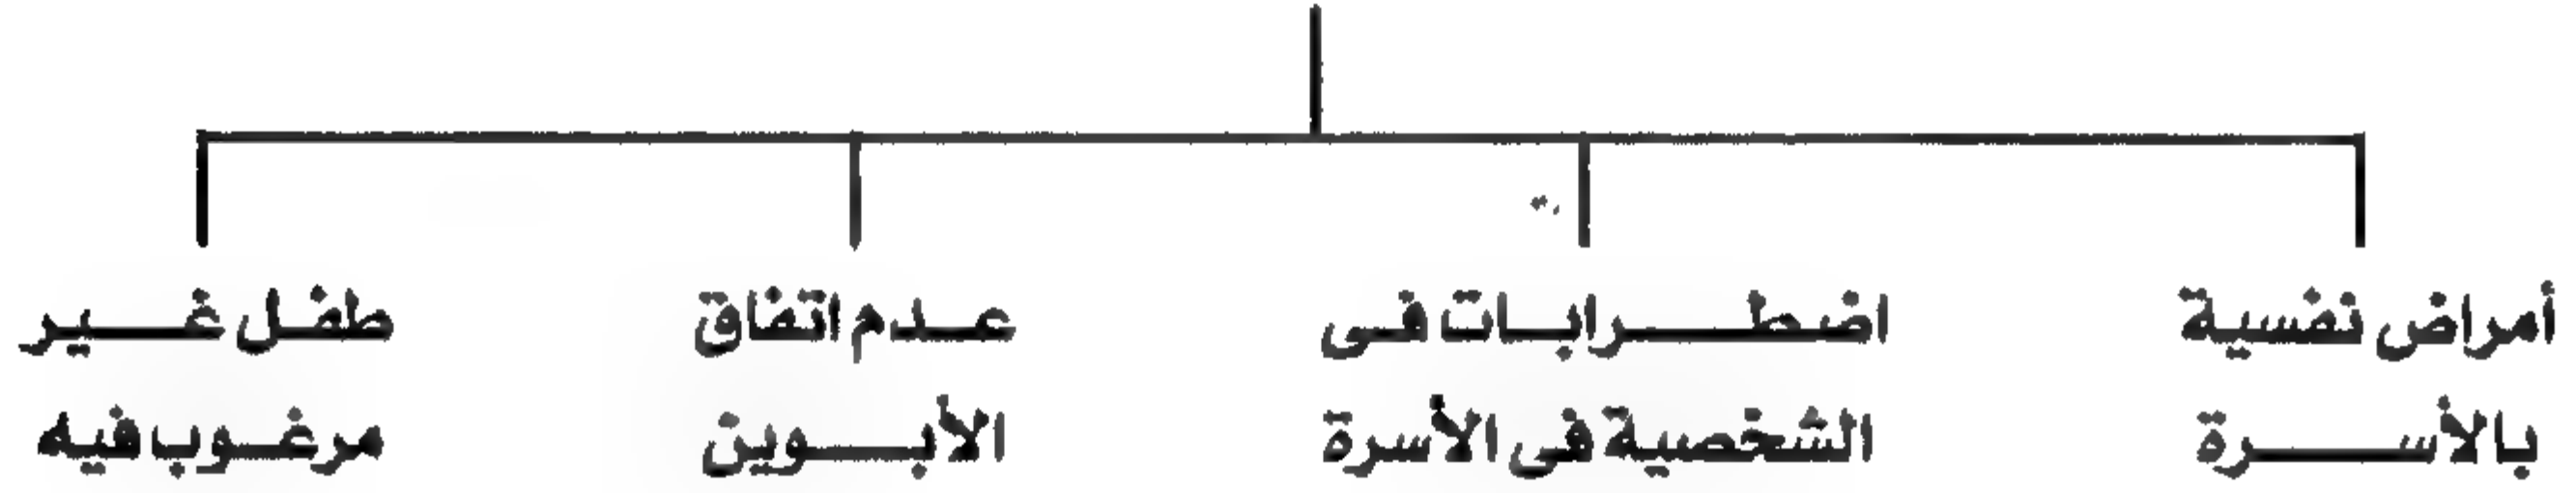 أمراض نفسية
بالأسرة
اضطرابات فى
الشخصية فى الأسرة
عدم اتفاق
الأبوين
طفل غير
مرغوب فيه